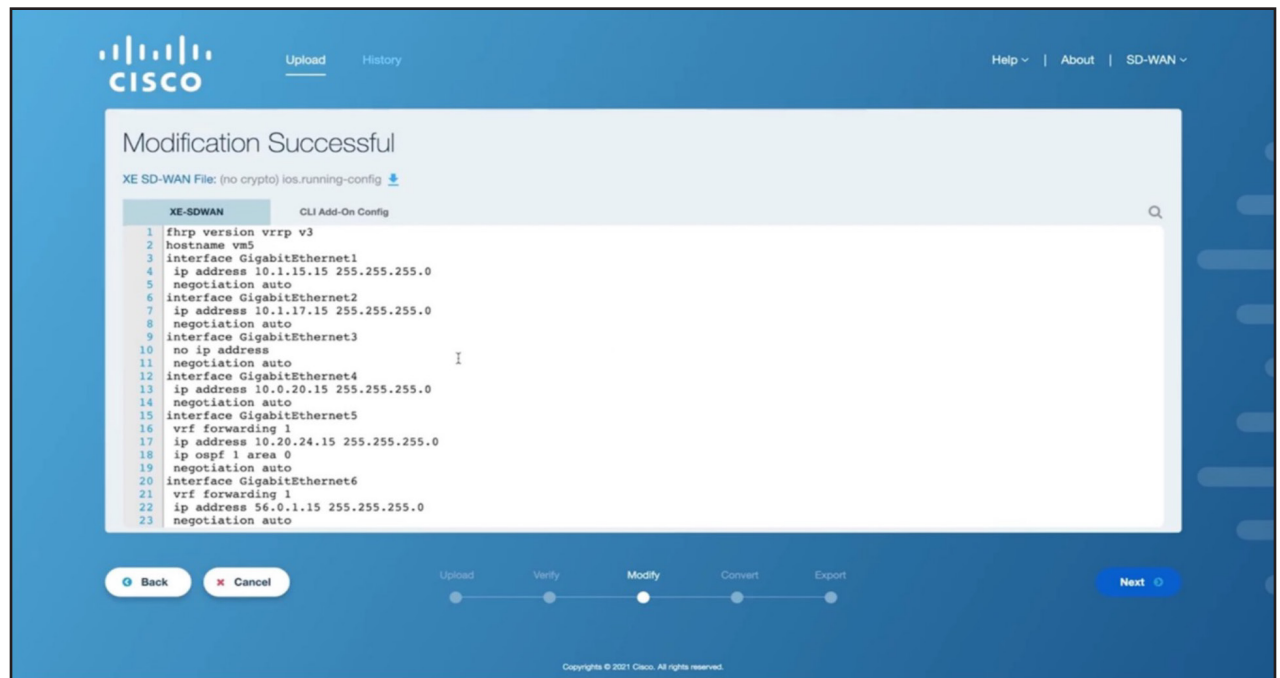 CISCO
Upload History
Help | About | SD-WAN
Modification Successful
XE SD-WAN File: (no crypto) ios.running-config
XE-SDWAN CLI Add-On Config
1 fhrp version vrrp v3
2 hostname vm5
3 interface GigabitEthernet1
4 ip address 10.1.15.15 255.255.255.0
5 negotiation auto
6 interface GigabitEthernet2
7 ip address 10.1.17.15 255.255.255.0
8 negotiation auto
9 interface GigabitEthernet3
10 no ip address
11 negotiation auto
12 interface GigabitEthernet4
13 ip address 10.0.20.15 255.255.255.0
14 negotiation auto
15 interface GigabitEthernet5
16 vrf forwarding 1
17 ip address 10.20.24.15 255.255.255.0
18 ip ospf 1 area 0
19 negotiation auto
20 interface GigabitEthernet6
21 vrf forwarding 1
22 ip address 56.0.1.15 255.255.255.0
23 negotiation auto
Back Cancel Upload Verify Modify Convert Export Next
Copyrights © 2021 Cisco. All rights reserved.